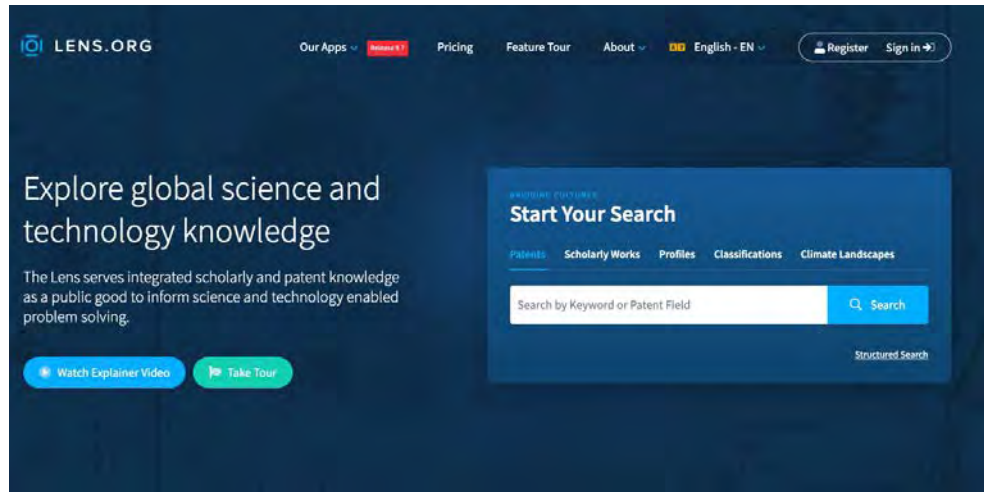 LENS.ORG
Our Apps Pricing Feature Tour About English - EN Register Sign in
Explore global science and
technology knowledge
The Lens serves integrated scholarly and patent knowledge
as a public good to inform science and technology enabled
problem solving.
Watch Explainer Video Take Tour
Start Your Search
Patents Scholarly Works Profiles Classifications Climate Landscapes
Search by Keyword or Patent Field Search
Structured Search